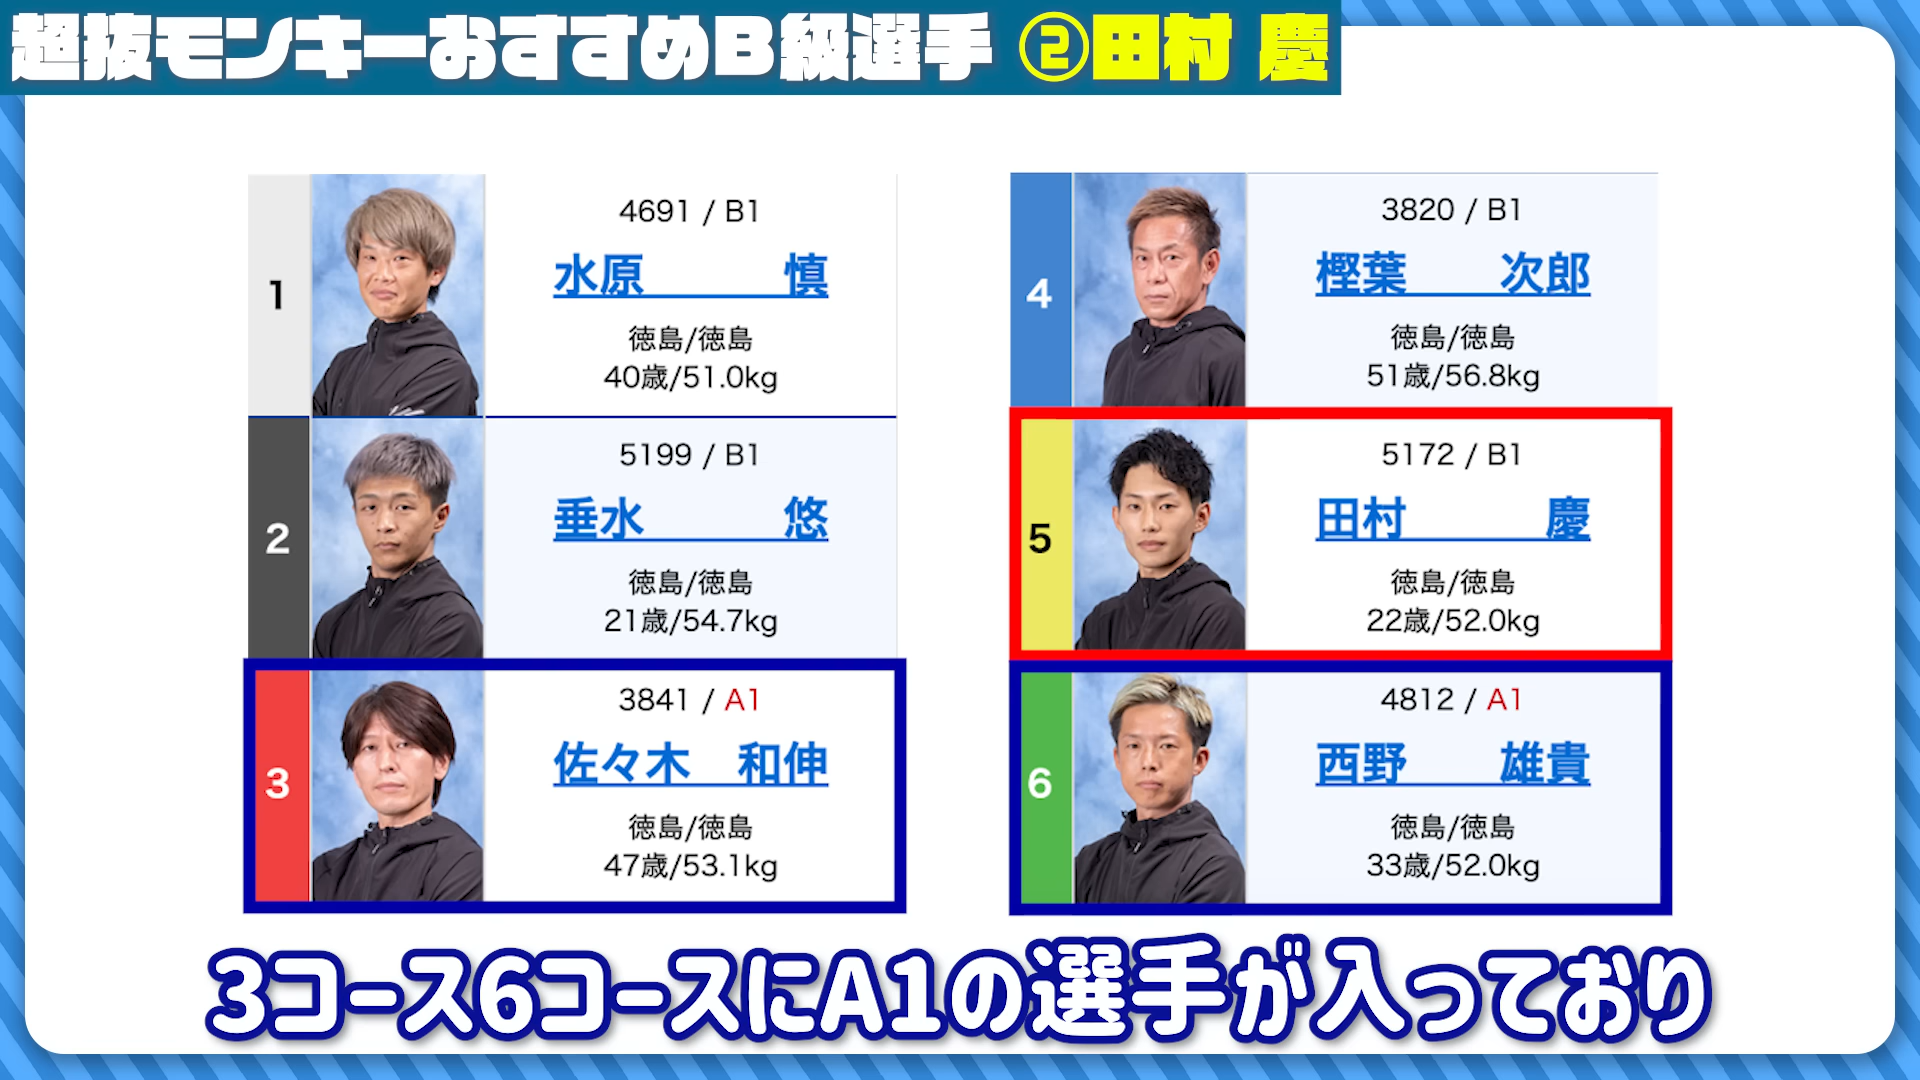 超抜モンキーおすすめB級選手 ②田村 慶
1
4691 / B1
水原 慎
徳島/徳島
40歳/51.0kg
2
5199 / B1
垂水 悠
徳島/徳島
21歳/54.7kg
3
3841 / A1
佐々木 和伸
徳島/徳島
47歳/53.1kg
4
3820 / B1
樫葉 次郎
徳島/徳島
51歳/56.8kg
5
5172 / B1
田村 慶
徳島/徳島
22歳/52.0kg
6
4812 / A1
西野 雄貴
徳島/徳島
33歳/52.0kg
3コース6コースにA1の選手が入っており